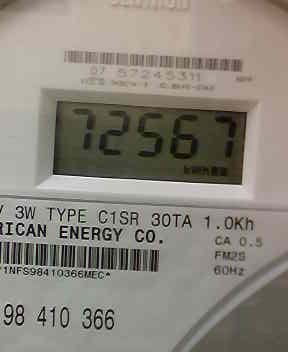 07 57245311
72567
3W TYPE C1SR 30TA 1.0Kh
RICAN ENERGY CO.
CA 0.5
FM2S
60Hz
1NFS98410366MEC*
98 410 366